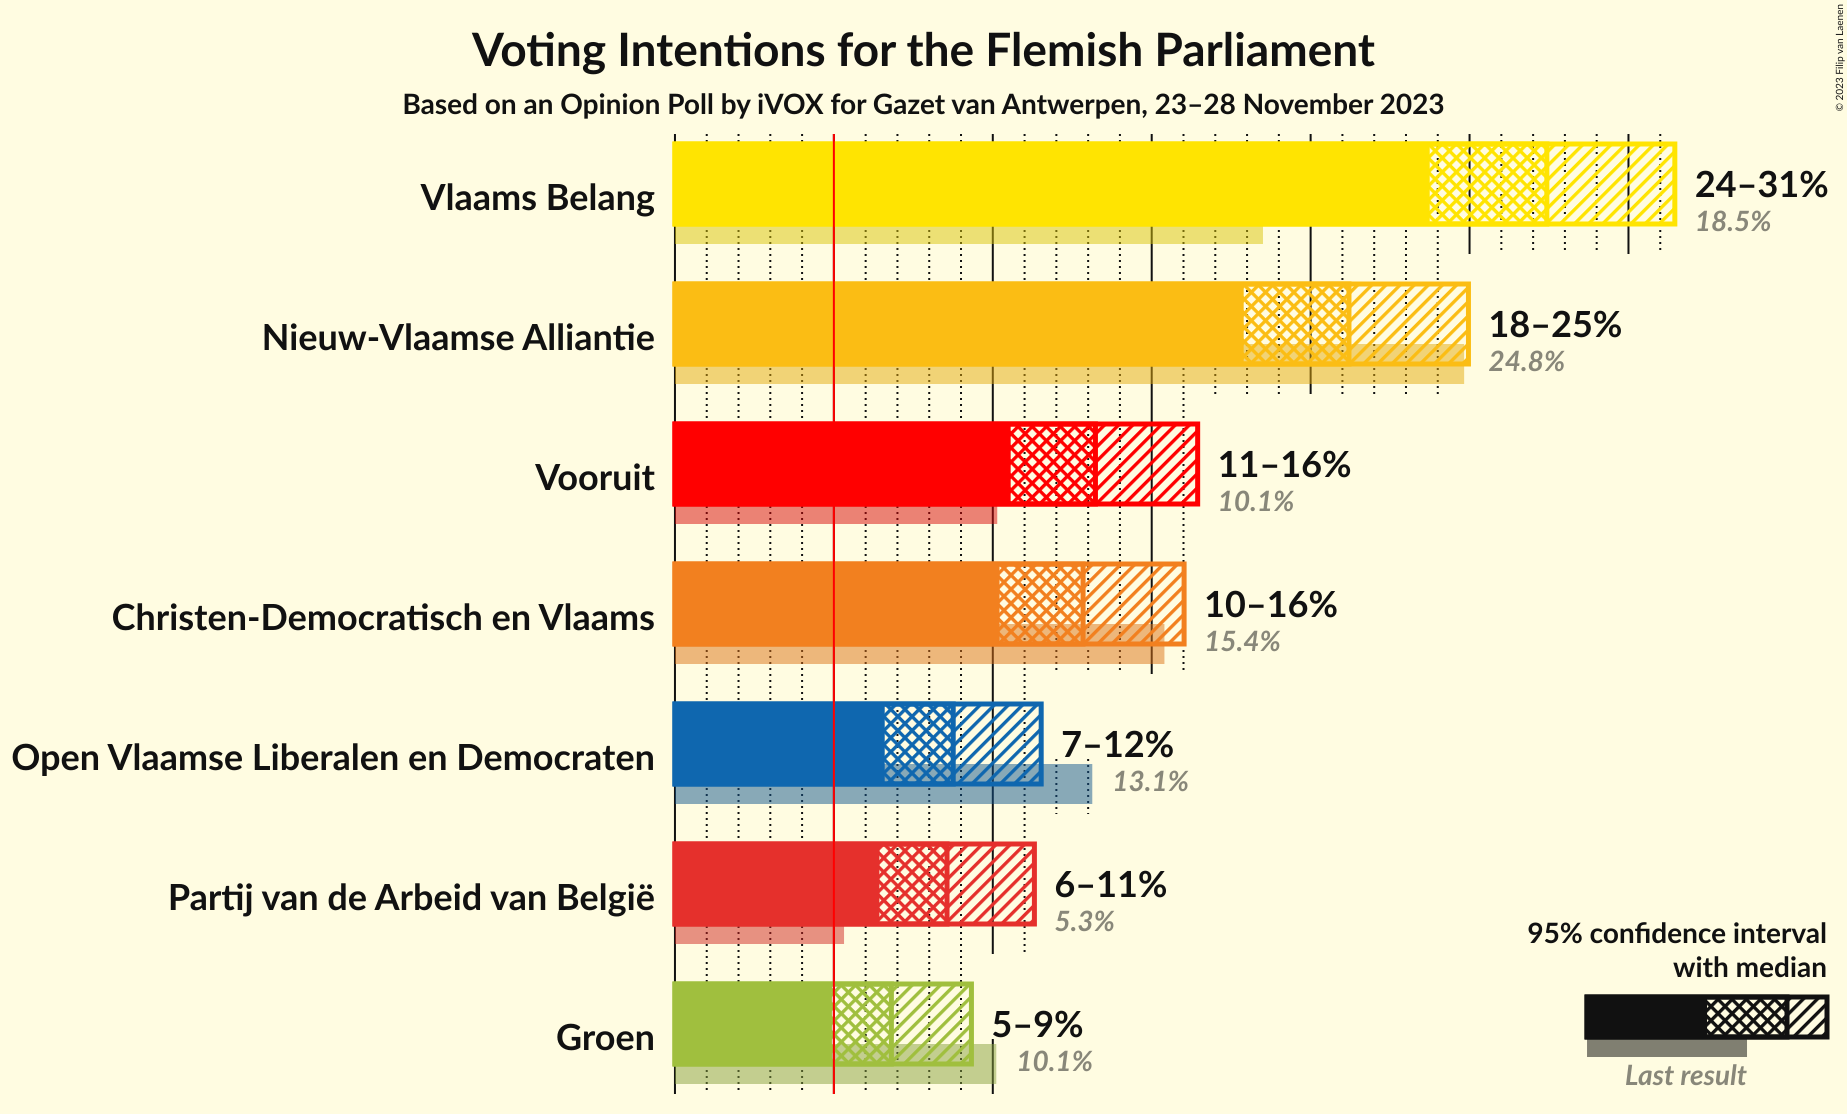 Voting Intentions for the Flemish Parliament
Based on an Opinion Poll by iVOX for Gazet van Antwerpen, 23–28 November 2023
© 2023 Filip van Laenen
Vlaams Belang
24–31%
18.5%
Nieuw-Vlaamse Alliantie
18–25%
24.8%
Vooruit
11–16%
10.1%
Christen-Democratisch en Vlaams
10–16%
15.4%
Open Vlaamse Liberalen en Democraten
7–12%
13.1%
Partij van de Arbeid van België
6–11%
5.3%
Groen
5–9%
10.1%
95% confidence interval
with median
Last result